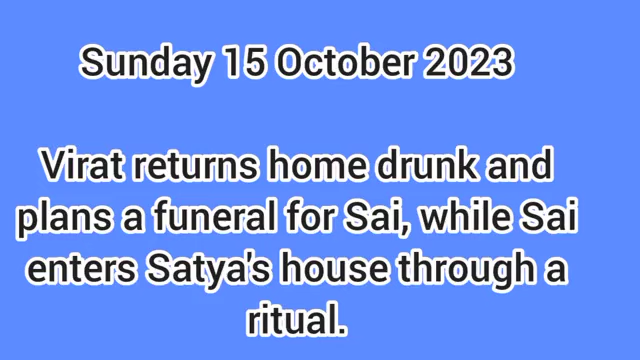 Sunday 15 October 2023
Virat returns home drunk and
plans a funeral for Sai, while Sai
enters Satya's house through a
ritual.